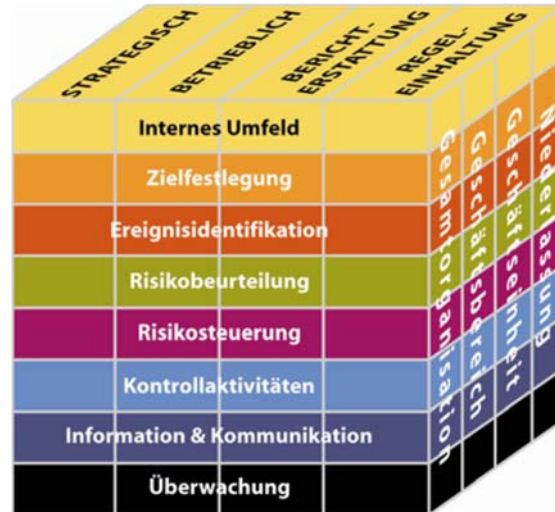 STRATEGISCH
BETRIEBLICH
BERICHT-
ERSTATTUNG
REGEL-
EINHALTUNG
Internes Umfeld
Zielfestlegung
Ereignisidentifikation
Risikobeurteilung
Risikosteuerung
Kontrollaktivitäten
Information & Kommunikation
Überwachung
Gesamtorganisation
Geschäftsbereich
Geschäftseinheit
Niederlassung